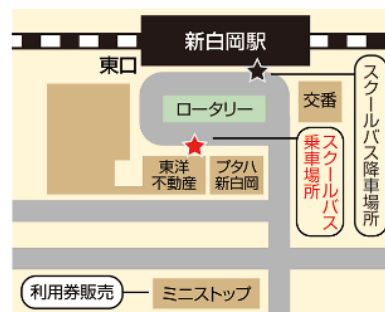 新白岡駅
東口
ロータリー
交番
スクールバス降車場所
スクールバス
乗車場所
東洋
不動産
プタハ
新白岡
利用券販売
ミニストップ